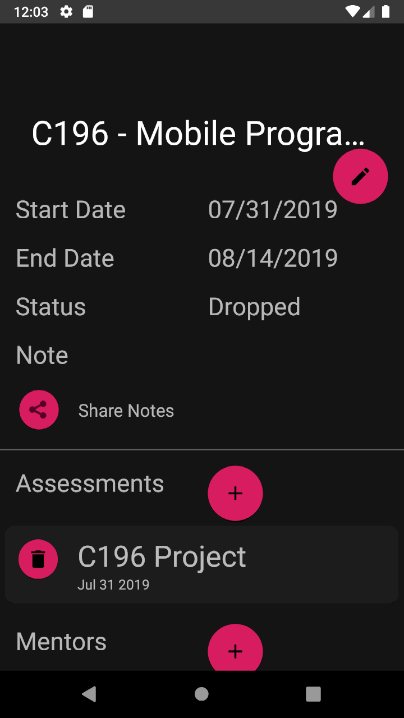 12:03
C196 - Mobile Progra...
Start Date 07/31/2019
End Date 08/14/2019
Status Dropped
Note
Share Notes
Assessments
C196 Project
Jul 31 2019
Mentors